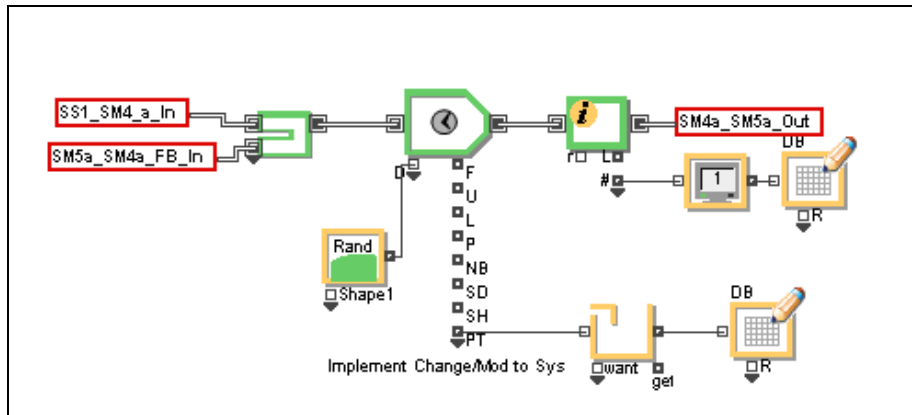 SS1_SM4_a_In
SM5a_SM4a_FB_In
SM4a_SM5a_Out
DB
i
r
L
#
1
R
D
F
U
L
P
NB
SD
SH
PT
Rand
Shape1
Implement Change/Mod to Sys
want
get
DB
R